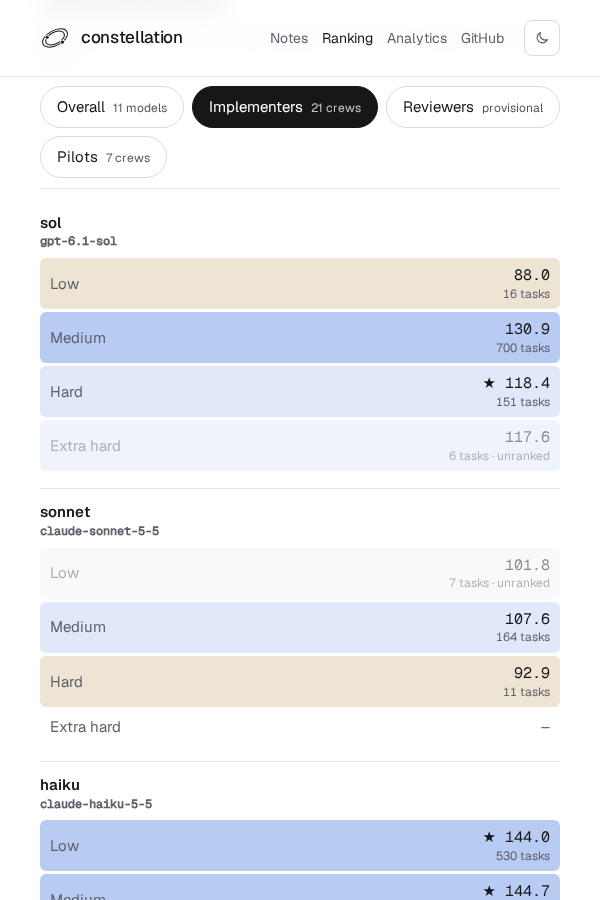 constellation
Notes Ranking Analytics GitHub
Overall 11 models
Implementers 21 crews
Reviewers provisional
Pilots 7 crews
sol
gpt-6.1-sol
Low 88.0
16 tasks
Medium 130.9
700 tasks
Hard ★ 118.4
151 tasks
Extra hard 117.6
6 tasks · unranked
sonnet
claude-sonnet-5-5
Low 101.8
7 tasks · unranked
Medium 107.6
164 tasks
Hard 92.9
11 tasks
Extra hard —
haiku
claude-haiku-5-5
Low ★ 144.0
530 tasks
Medium ★ 144.7